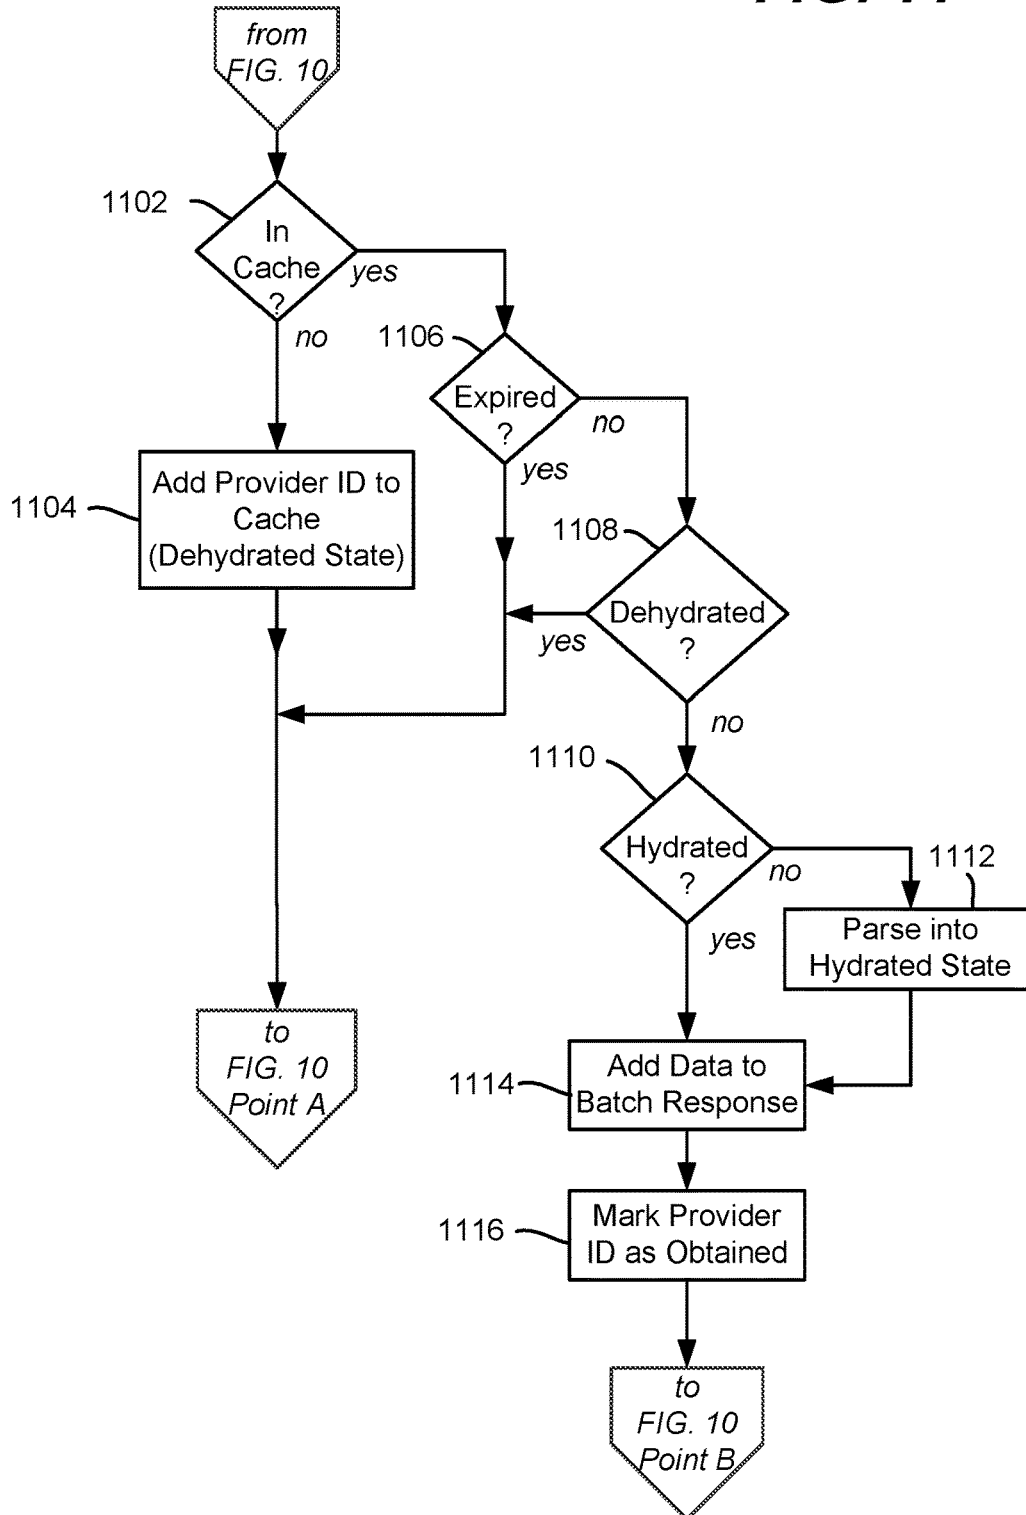 from
FIG. 10
1102
In
Cache
?
yes
no
1106
Expired
?
no
yes
Add Provider ID to
Cache
(Dehydrated State)
1104
1108
Dehydrated
?
yes
no
1110
Hydrated
?
no
yes
1112
Parse into
Hydrated State
to
FIG. 10
Point A
1114
Add Data to
Batch Response
1116
Mark Provider
ID as Obtained
to
FIG. 10
Point B